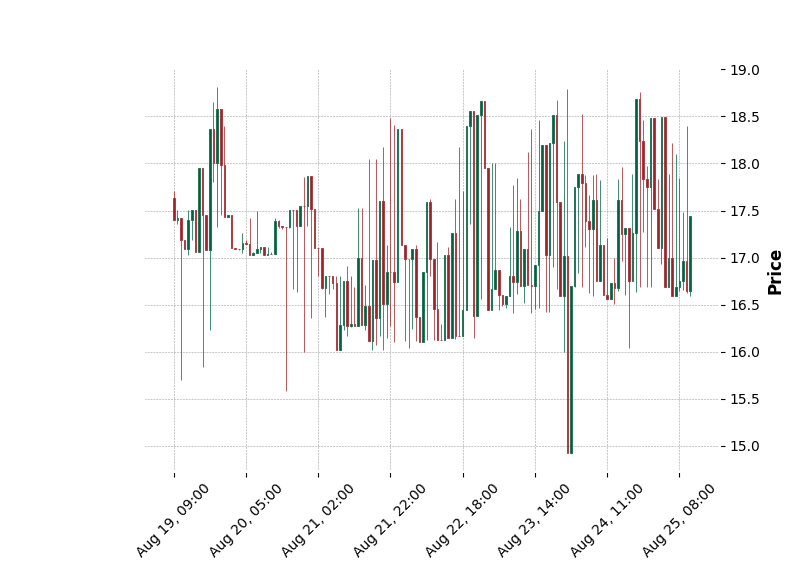 19.0
18.5
18.0
17.5
17.0
16.5
16.0
15.5
15.0
Price
Aug 19, 09:00
Aug 20, 05:00
Aug 21, 02:00
Aug 21, 22:00
Aug 22, 18:00
Aug 23, 14:00
Aug 24, 11:00
Aug 25, 08:00